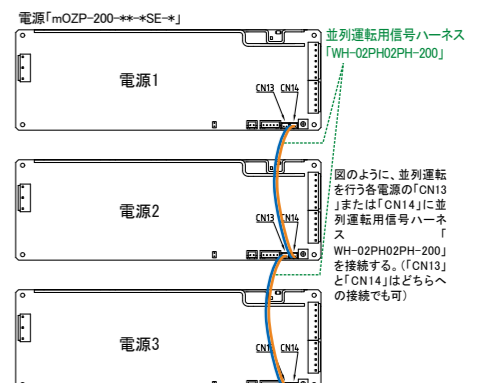 電源「mOZP-200-**-*SE-*」
並列運転用信号ハーネス
「WH-02PH02PH-200」
電源1
CN13 CN14
電源2
CN13 CN14
図のように、並列運転
を行う各電源の「CN13
」または「CN14」に並
列運転用信号ハーネ
ス 「
WH-02PH02PH-200」
を接続する。(「CN13」
と「CN14」はどちらへ
の接続でも可)
電源3
CN14